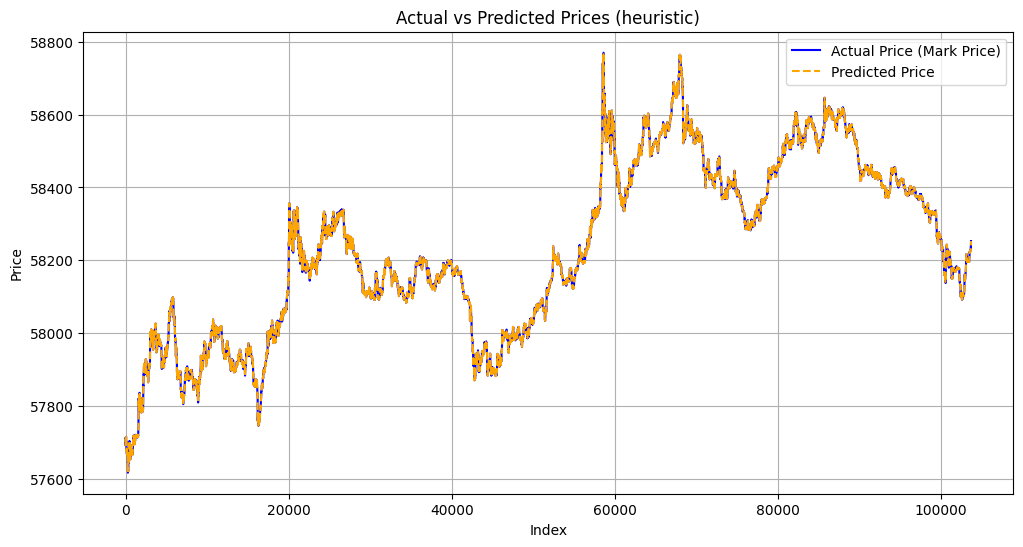 Actual vs Predicted Prices (heuristic)
Actual Price (Mark Price)
Predicted Price
Price
58800
58600
58400
58200
58000
57800
57600
0
20000
40000
60000
80000
100000
Index